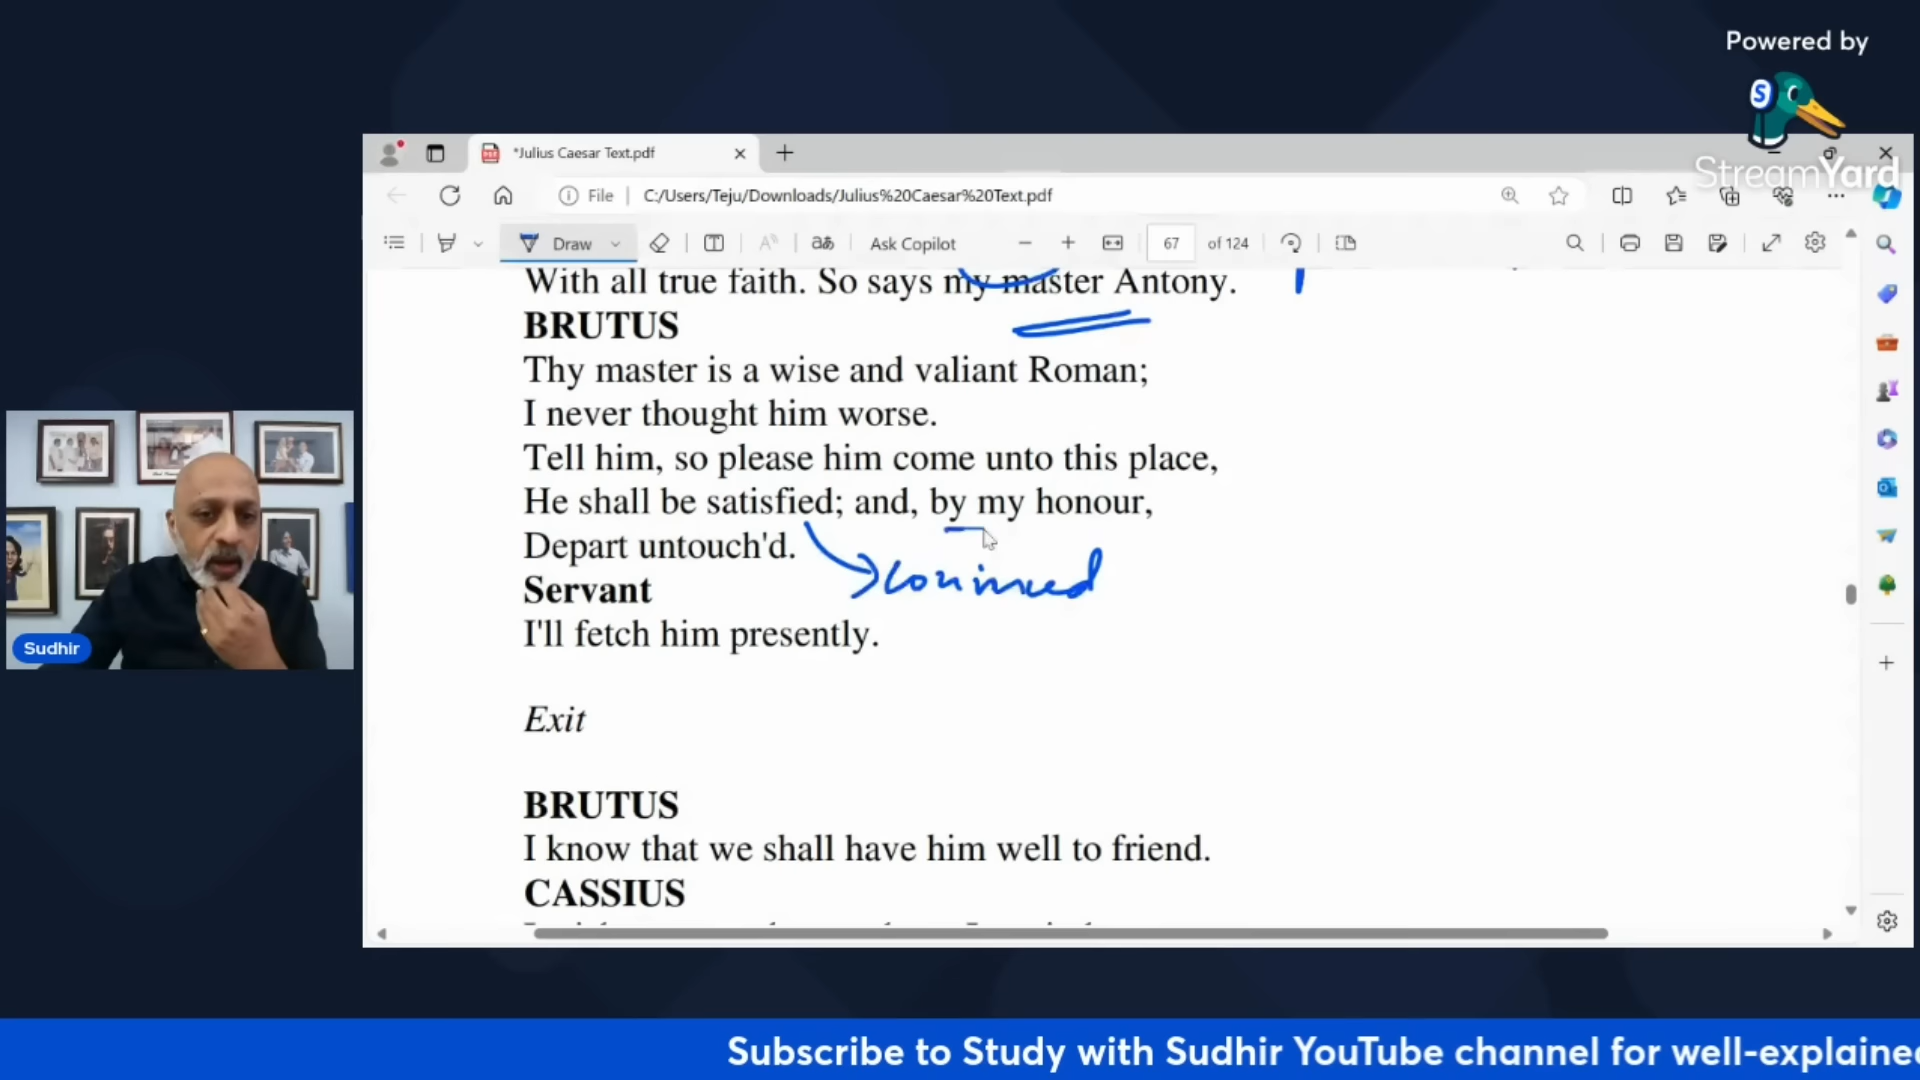 Powered by
StreamYard
*Julius Caesar Text.pdf
File
C:/Users/Teju/Downloads/Julius%20Caesar%20Text.pdf
Draw
Ask Copilot
67 of 124
With all true faith. So says my master Antony.
BRUTUS
Thy master is a wise and valiant Roman;
I never thought him worse.
Tell him, so please him come unto this place,
He shall be satisfied; and, by my honour,
Depart untouch'd.
Servant
I'll fetch him presently.
Exit
BRUTUS
I know that we shall have him well to friend.
CASSIUS
Sudhir
Subscribe to Study with Sudhir YouTube channel for well-explaine